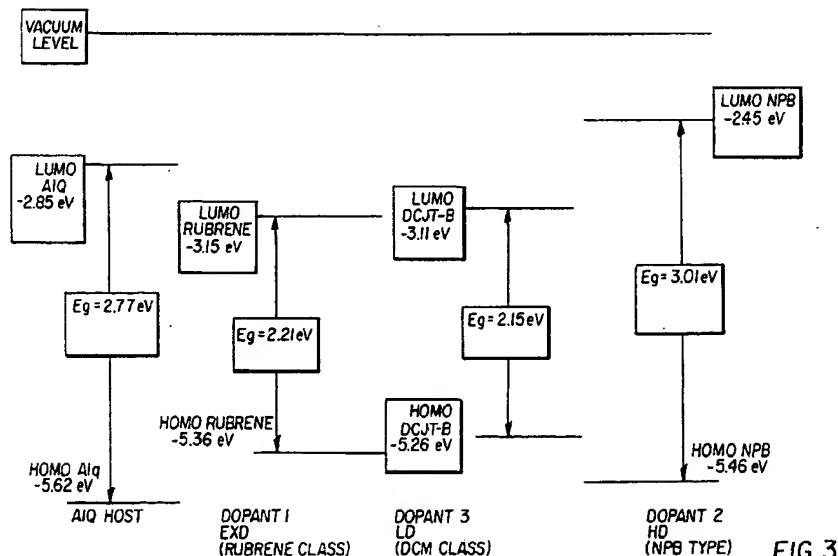 VACUUM
LEVEL
LUMO NPB
-2.45 eV
LUMO
AlQ
-2.85 eV
LUMO
RUBRENE
-3.15 eV
LUMO
DCJT-B
-3.11 eV
Eg = 2.77eV
Eg = 2.21eV
Eg = 2.15eV
Eg = 3.01eV
HOMO RUBRENE
-5.36 eV
HOMO
DCJT-B
-5.26 eV
HOMO NPB
-5.46 eV
HOMO Alq
-5.62 eV
AlQ HOST
DOPANT 1
EXD
(RUBRENE CLASS)
DOPANT 3
LD
(DCM CLASS)
DOPANT 2
HD
(NPB TYPE)
FIG 3